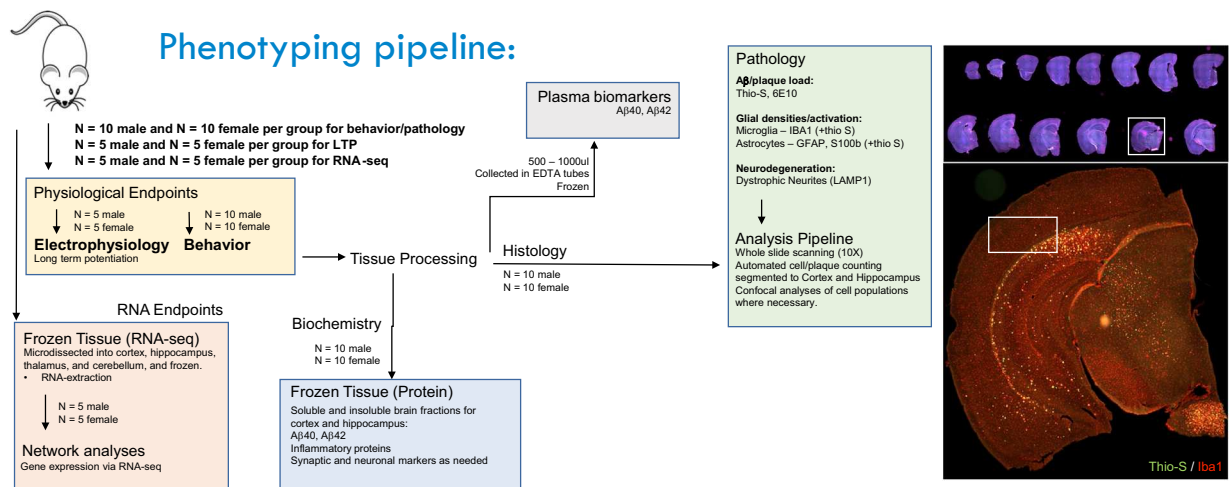 Phenotyping pipeline:
N = 10 male and N = 10 female per group for behavior/pathology
N = 5 male and N = 5 female per group for LTP
N = 5 male and N = 5 female per group for RNA-seq
Physiological Endpoints
N = 5 male
N = 5 female
N = 10 male
N = 10 female
Electrophysiology
Long term potentiation
Behavior
RNA Endpoints
Frozen Tissue (RNA-seq)
Microdissected into cortex, hippocampus,
thalamus, and cerebellum, and frozen.
• RNA-extraction
N = 5 male
N = 5 female
Network analyses
Gene expression via RNA-seq
Tissue Processing
Biochemistry
N = 10 male
N = 10 female
Frozen Tissue (Protein)
Soluble and insoluble brain fractions for
cortex and hippocampus:
Aβ40, Aβ42
Inflammatory proteins
Synaptic and neuronal markers as needed
Plasma biomarkers
Aβ40, Aβ42
500 – 1000ul
Collected in EDTA tubes
Frozen
Histology
N = 10 male
N = 10 female
Pathology
Aβ/plaque load:
Thio-S, 6E10
Glial densities/activation:
Microglia – IBA1 (+thio S)
Astrocytes – GFAP, S100b (+thio S)
Neurodegeneration:
Dystrophic Neurites (LAMP1)
Analysis Pipeline
Whole slide scanning (10X)
Automated cell/plaque counting
segmented to Cortex and Hippocampus
Confocal analyses of cell populations
where necessary.
Thio-S / Iba1